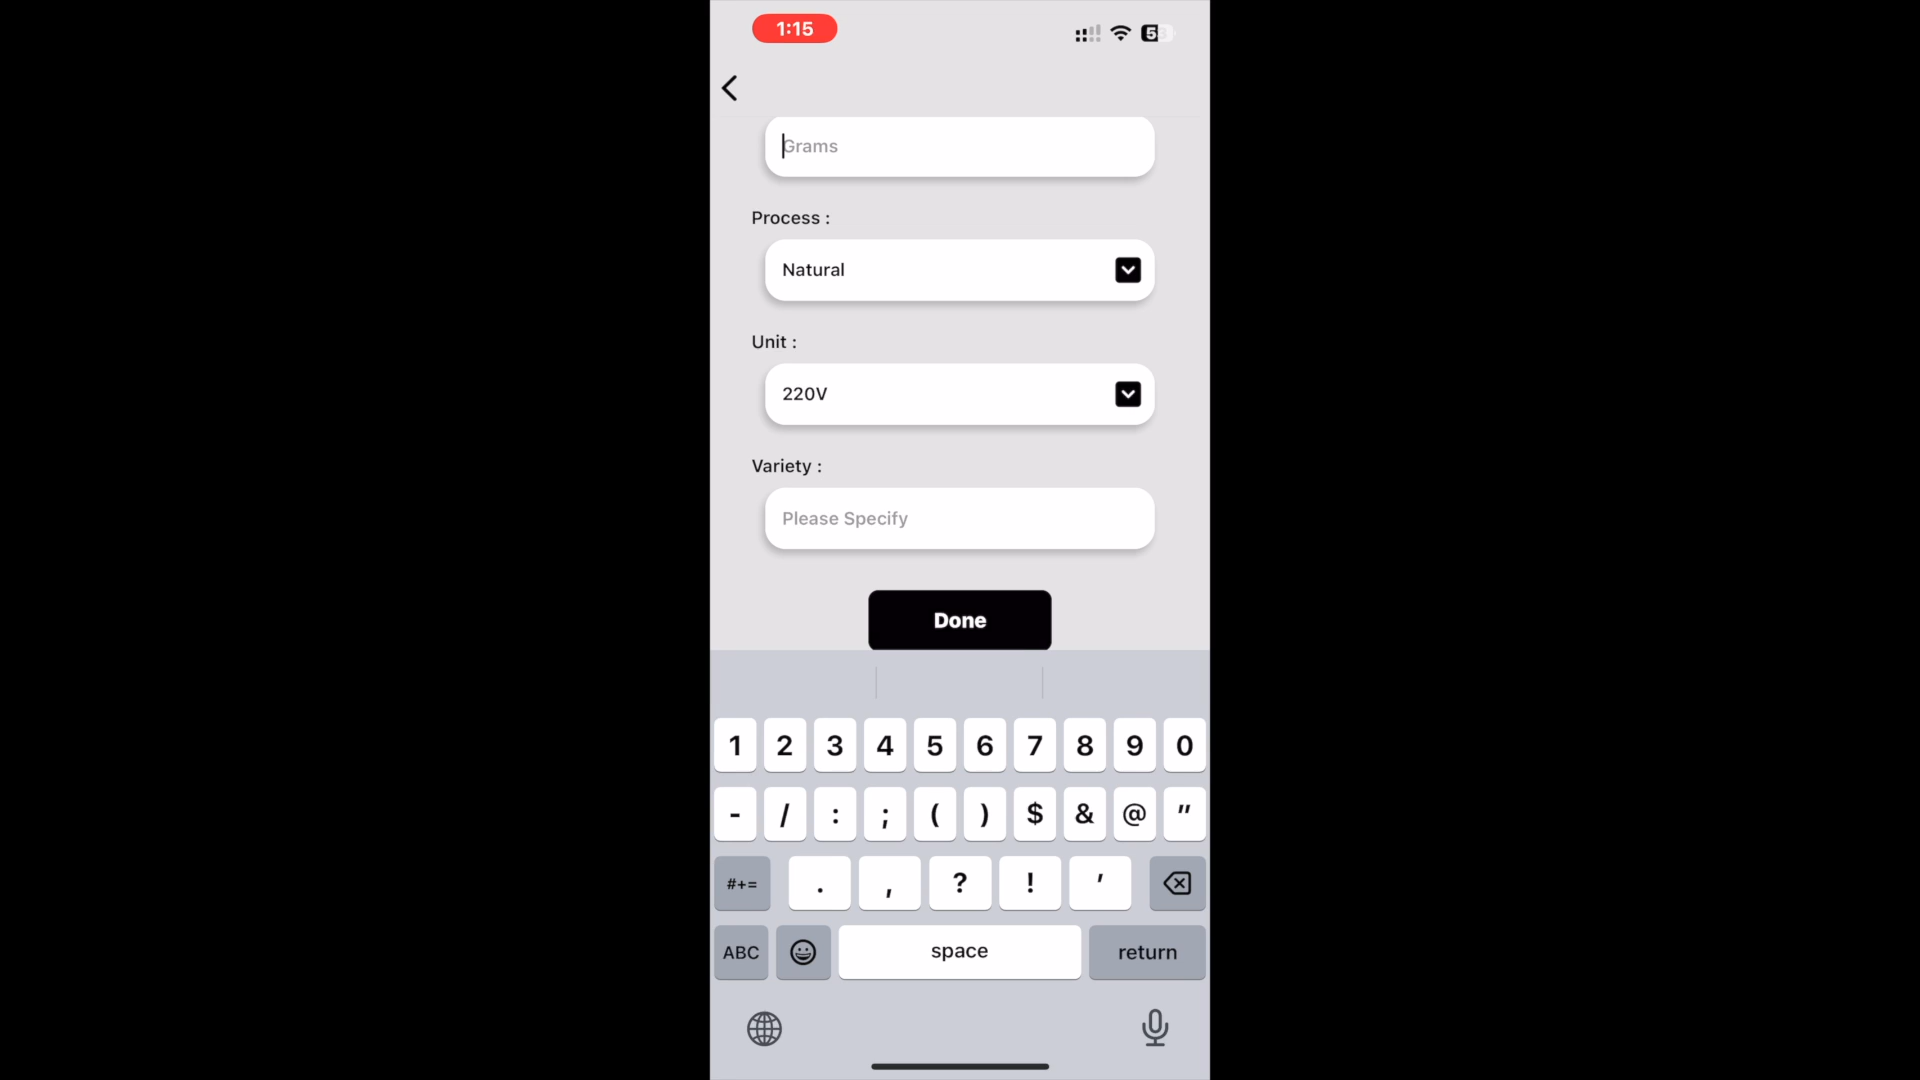 1:15
53
Grams
Process :
Natural
Unit :
220V
Variety :
Please Specify
Done
1 2 3 4 5 6 7 8 9 0
- / : ; ( ) $ & @ "
#+= . , ? ! '
ABC space return